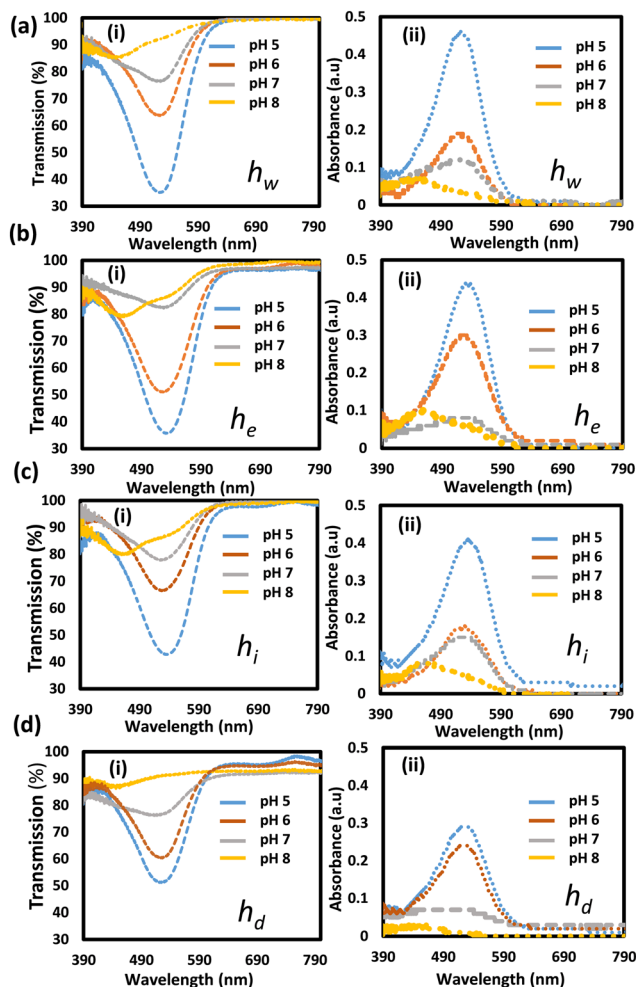 (a)
(i)
Transmission (%)
100
90
80
70
60
50
40
30
pH 5
pH 6
pH 7
pH 8
h_w
390 490 590 690 790
Wavelength (nm)
(ii)
Absorbance (a.u)
0.5
0.4
0.3
0.2
0.1
0
pH 5
pH 6
pH 7
pH 8
h_w
390 490 590 690 790
Wavelength (nm)
(b)
(i)
Transmission (%)
100
90
80
70
60
50
40
30
pH 5
pH 6
pH 7
pH 8
h_e
390 490 590 690 790
Wavelength (nm)
(ii)
Absorbance (a.u)
0.5
0.4
0.3
0.2
0.1
0
pH 5
pH 6
pH 7
pH 8
h_e
390 490 590 690 790
Wavelength (nm)
(c)
(i)
Transmission (%)
100
90
80
70
60
50
40
30
pH 5
pH 6
pH 7
pH 8
h_i
390 490 590 690 790
Wavelength (nm)
(ii)
Absorbance (a.u)
0.5
0.4
0.3
0.2
0.1
0
pH 5
pH 6
pH 7
pH 8
h_i
390 490 590 690 790
Wavelength (nm)
(d)
(i)
Transmission (%)
100
90
80
70
60
50
40
30
pH 5
pH 6
pH 7
pH 8
h_d
390 490 590 690 790
Wavelength (nm)
(ii)
Absorbance (a.u)
0.5
0.4
0.3
0.2
0.1
0
pH 5
pH 6
pH 7
pH 8
h_d
390 490 590 690 790
Wavelength (nm)